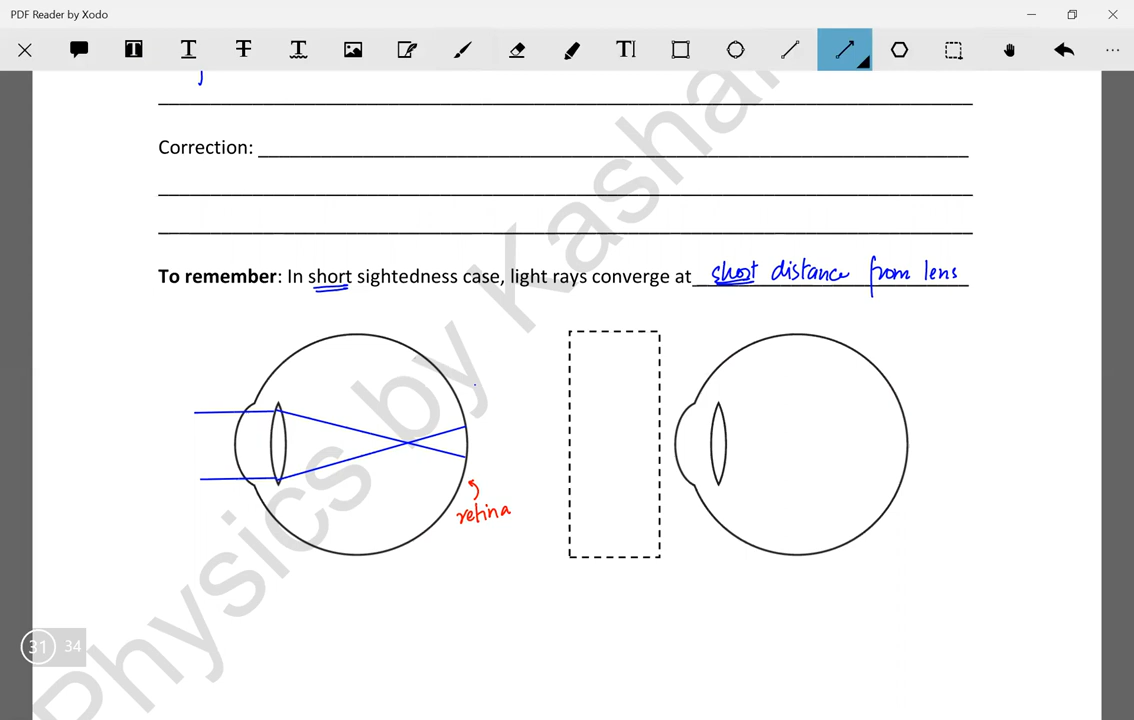 PDF Reader by Xodo
Correction:
To remember: In short sightedness case, light rays converge at short distance from lens
retina
31 34
Physics by Kashan